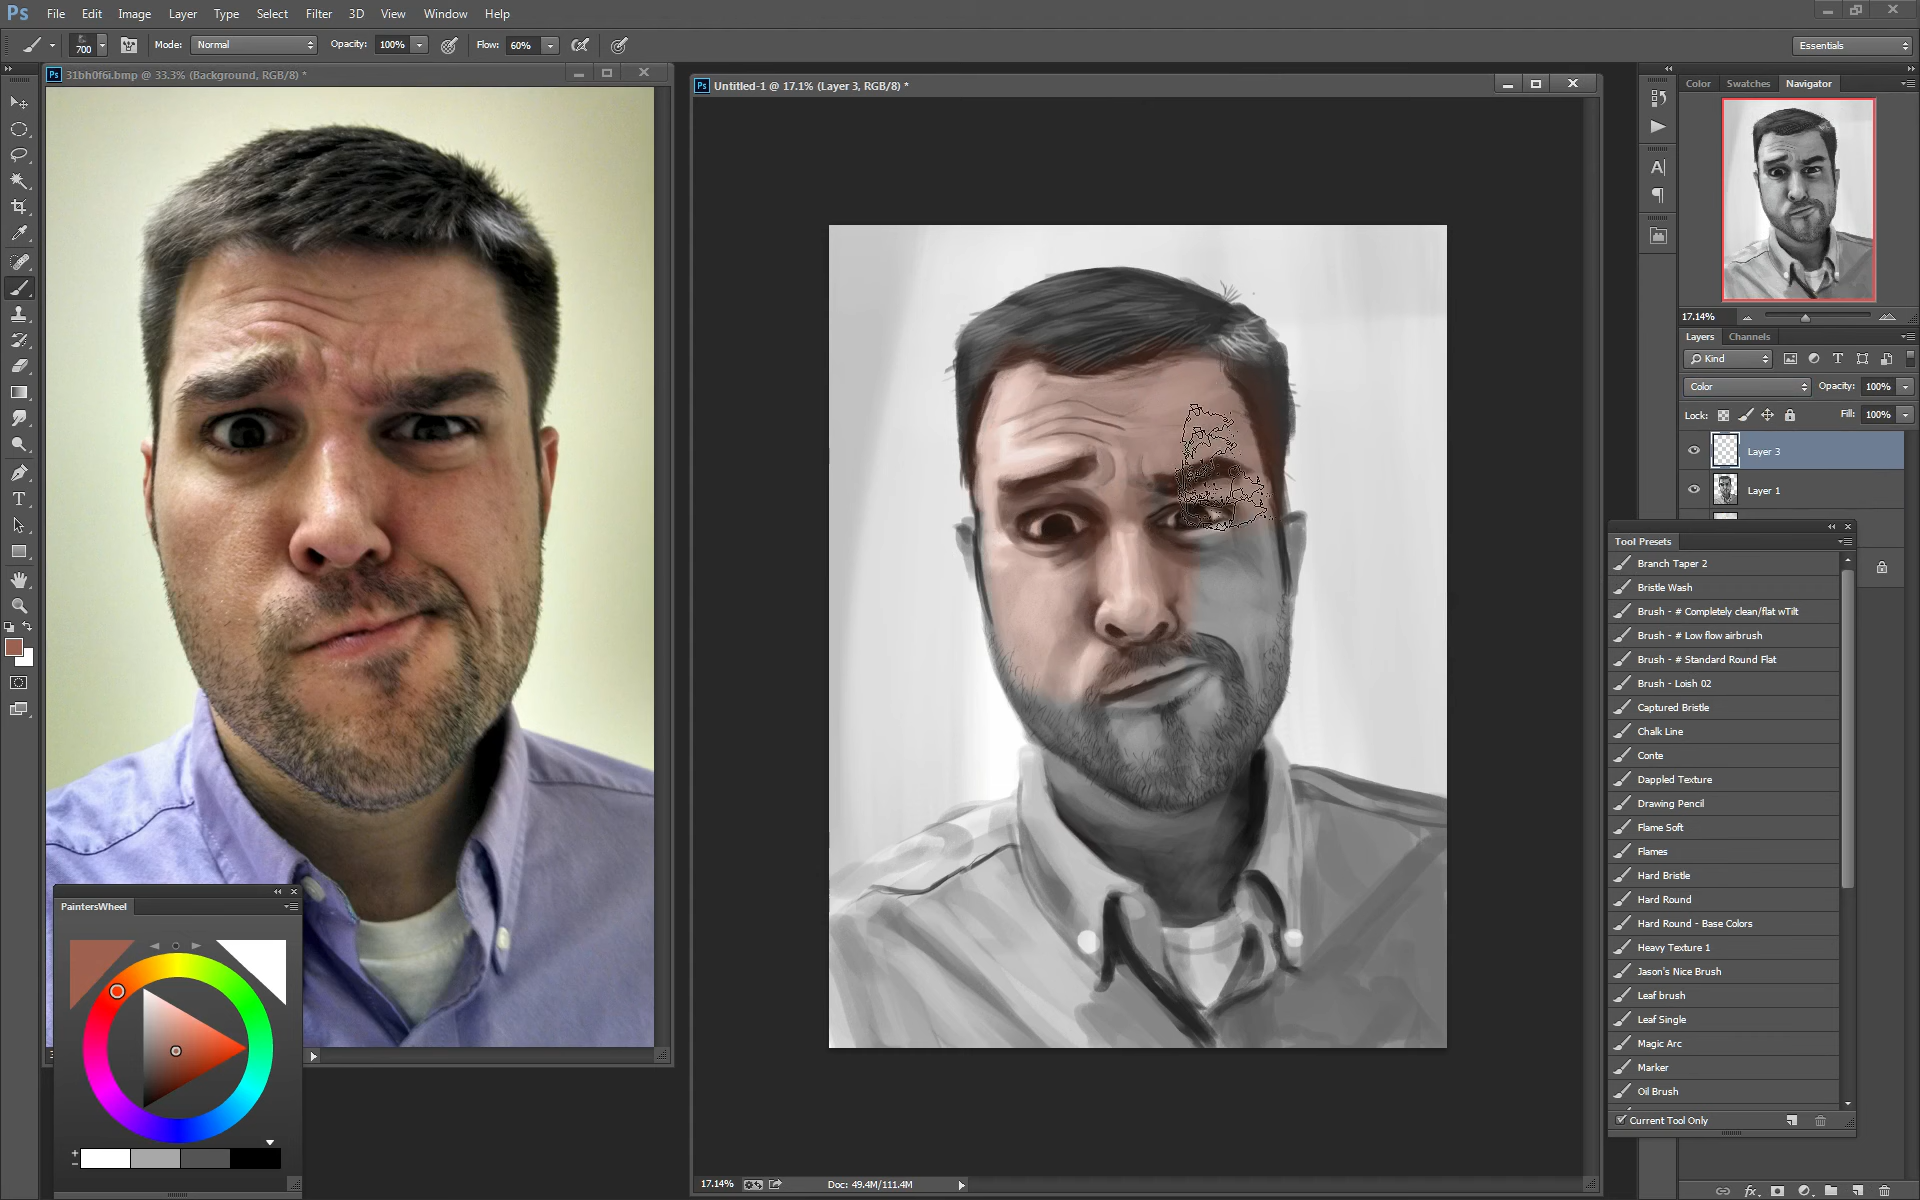 Ps File Edit Image Layer Type Select Filter 3D View Window Help
700 Mode: Normal Opacity: 100% Flow: 60% Essentials
Ps 31bh0f6i.bmp @ 33.3% (Background, RGB/8) *
Ps Untitled-1 @ 17.1% (Layer 3, RGB/8) *
Color Swatches Navigator
17.14%
Layers Channels
Kind
Color Opacity: 100%
Lock: Fill: 100%
Layer 3
Layer 1
Tool Presets
Branch Taper 2
Bristle Wash
Brush - # Completely clean/flat wTilt
Brush - # Low flow airbrush
Brush - # Standard Round Flat
Brush - Loish 02
Captured Bristle
Chalk Line
Conte
Dappled Texture
Drawing Pencil
Flame Soft
Flames
Hard Bristle
Hard Round
Hard Round - Base Colors
Heavy Texture 1
Jason's Nice Brush
Leaf brush
Leaf Single
Magic Arc
Marker
Oil Brush
Current Tool Only
PaintersWheel
17.14% Doc: 49.4M/111.4M